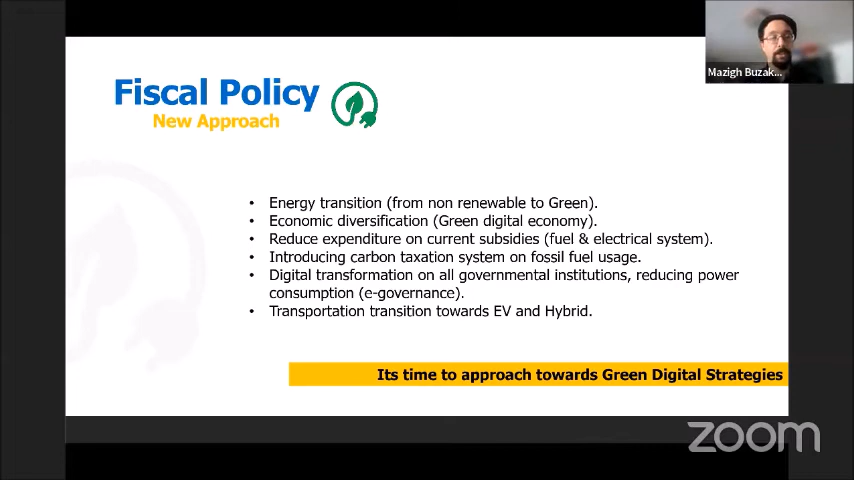 Mazigh Buzak...
Fiscal Policy
New Approach
• Energy transition (from non renewable to Green).
• Economic diversification (Green digital economy).
• Reduce expenditure on current subsidies (fuel & electrical system).
• Introducing carbon taxation system on fossil fuel usage.
• Digital transformation on all governmental institutions, reducing power
consumption (e-governance).
• Transportation transition towards EV and Hybrid.
Its time to approach towards Green Digital Strategies
zoom